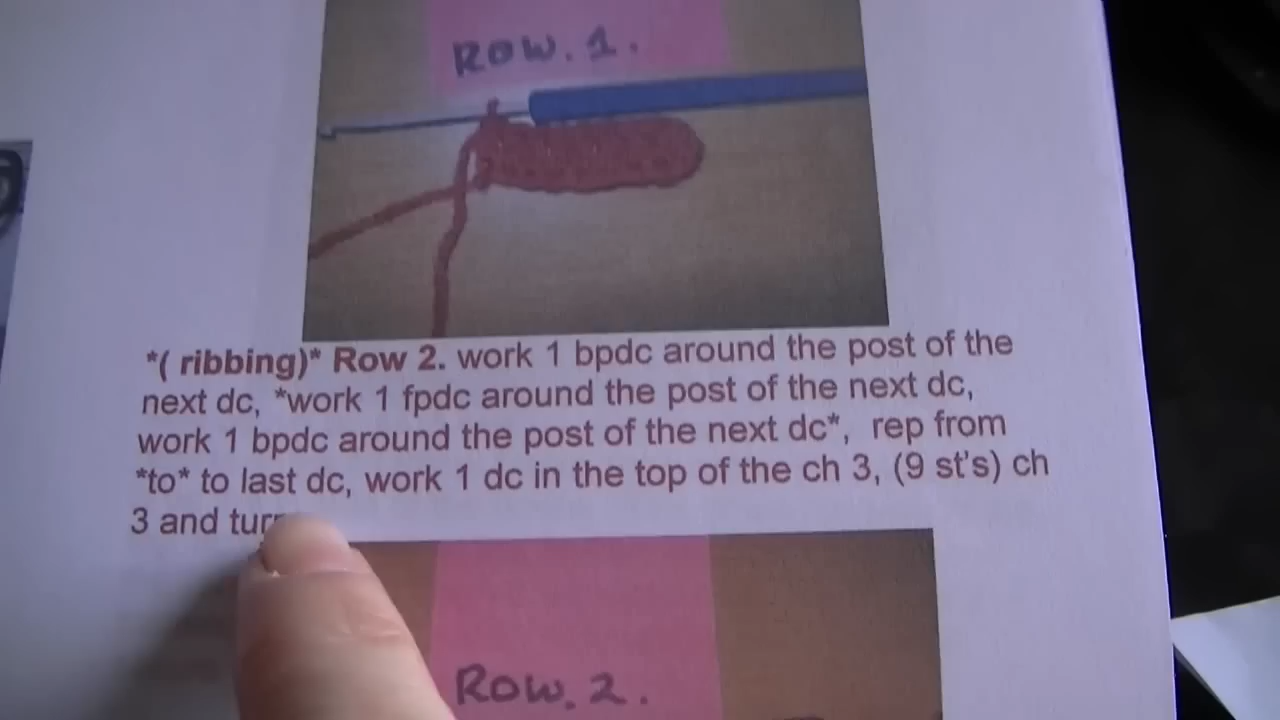 ROW. 1.
*( ribbing)* Row 2. work 1 bpdc around the post of the
next dc, *work 1 fpdc around the post of the next dc,
work 1 bpdc around the post of the next dc*, rep from
*to* to last dc, work 1 dc in the top of the ch 3, (9 st's) ch
3 and
ROW. 2.